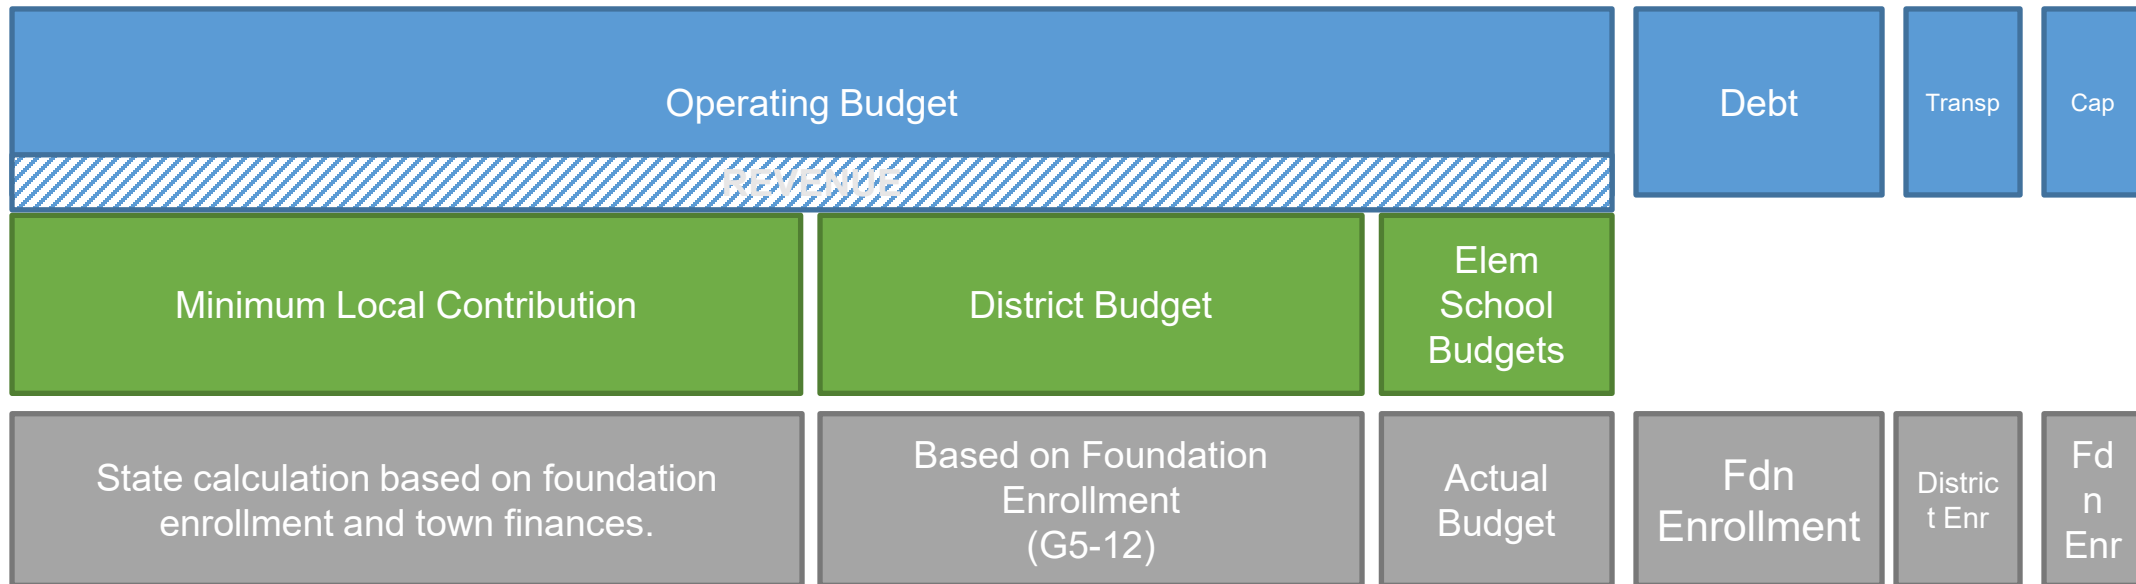 Operating Budget
Debt
Transp
Cap
REVENUE
Minimum Local Contribution
District Budget
Elem
School
Budgets
State calculation based on foundation
enrollment and town finances.
Based on Foundation
Enrollment
(G5-12)
Actual
Budget
Fdn
Enrollment
Distric
t Enr
Fd
n
Enr